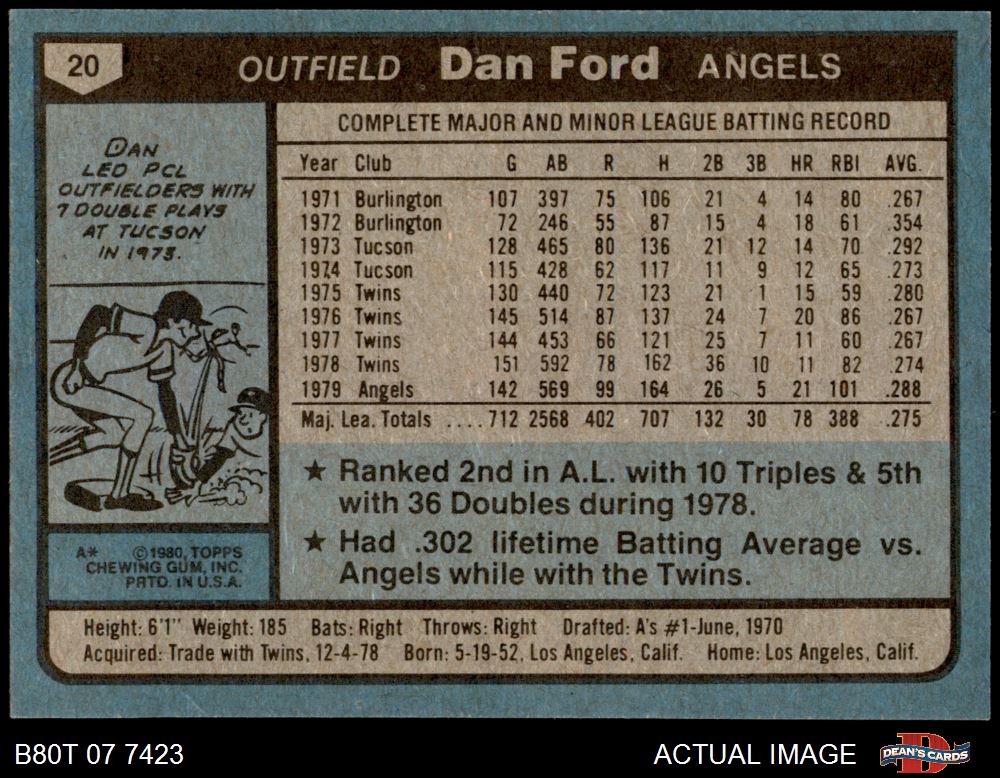 20 OUTFIELD Dan Ford ANGELS
DAN
LED PCL
OUTFIELDERS WITH
7 DOUBLE PLAYS
AT TUCSON
IN 1973.
COMPLETE MAJOR AND MINOR LEAGUE BATTING RECORD
Year Club G AB R H 2B 3B HR RBI AVG.
1971 Burlington 107 397 75 106 21 4 14 80 .267
1972 Burlington 72 246 55 87 15 4 18 61 .354
1973 Tucson 128 465 80 136 21 12 14 70 .292
1974 Tucson 115 428 62 117 11 9 12 65 .273
1975 Twins 130 440 72 123 21 1 15 59 .280
1976 Twins 145 514 87 137 24 7 20 86 .267
1977 Twins 144 453 66 121 25 7 11 60 .267
1978 Twins 151 592 78 162 36 10 11 82 .274
1979 Angels 142 569 99 164 26 5 21 101 .288
Maj. Lea. Totals ....712 2568 402 707 132 30 78 388 .275
★ Ranked 2nd in A.L. with 10 Triples & 5th
with 36 Doubles during 1978.
★ Had .302 lifetime Batting Average vs.
Angels while with the Twins.
A* ©1980, TOPPS
CHEWING GUM, INC.
PRTD. IN U.S.A.
Height: 6'1" Weight: 185 Bats: Right Throws: Right Drafted: A's #1-June, 1970
Acquired: Trade with Twins, 12-4-78 Born: 5-19-52, Los Angeles, Calif. Home: Los Angeles, Calif.
B80T 07 7423 ACTUAL IMAGE DEAN'S CARDS